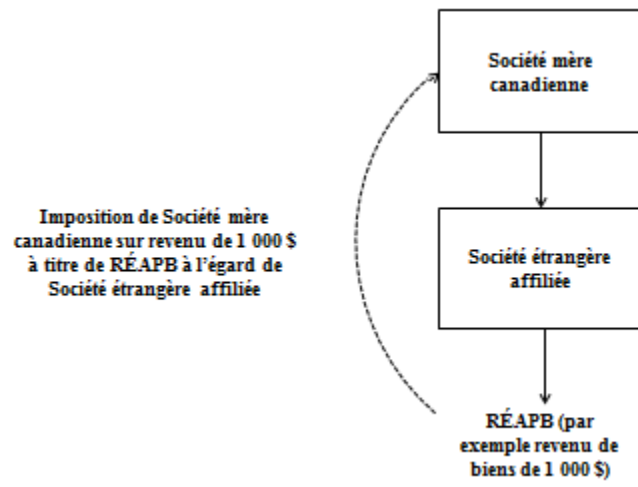 Société mère
canadienne
Imposition de Société mère
canadienne sur revenu de 1 000 $
à titre de RÉAPB à l'égard de
Société étrangère affiliée
Société étrangère
affiliée
RÉAPB (par
exemple revenu de
biens de 1 000 $)